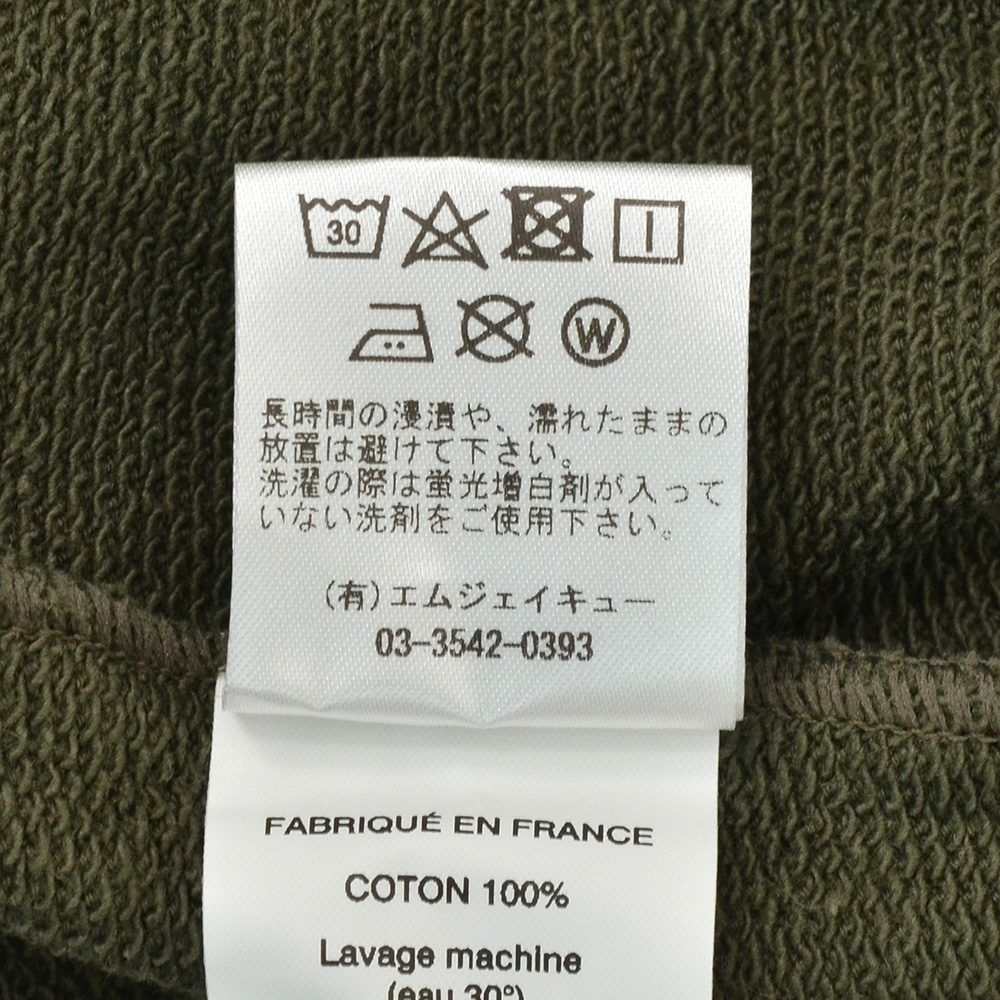 30
W
長時間の浸漬や、濡れたままの
放置は避けて下さい。
洗濯の際は蛍光増白剤が入って
いない洗剤をご使用下さい。
(有)エムジェイキュー
03-3542-0393
FABRIQUÉ EN FRANCE
COTON 100%
Lavage machine
(eau 30°)